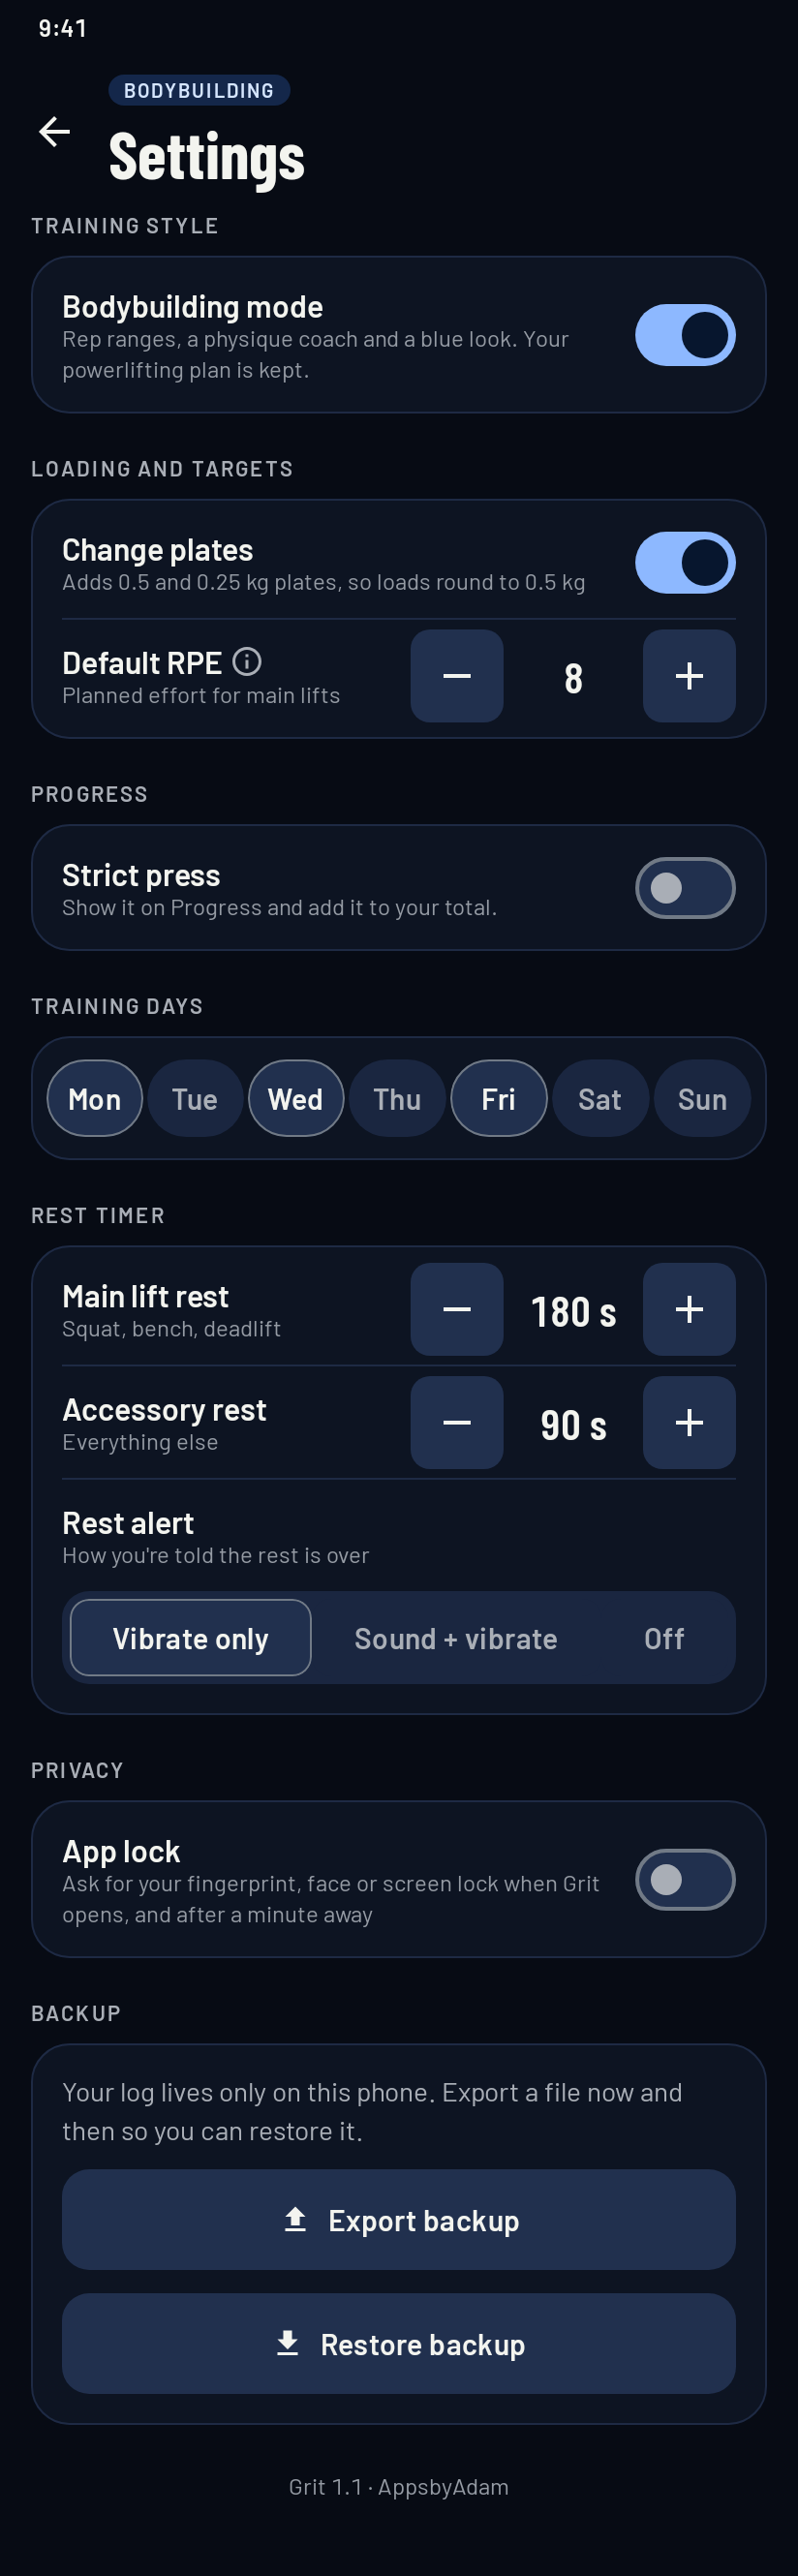 9:41
BODYBUILDING
Settings
TRAINING STYLE
Bodybuilding mode
Rep ranges, a physique coach and a blue look. Your
powerlifting plan is kept.
LOADING AND TARGETS
Change plates
Adds 0.5 and 0.25 kg plates, so loads round to 0.5 kg
Default RPE
Planned effort for main lifts
8
PROGRESS
Strict press
Show it on Progress and add it to your total.
TRAINING DAYS
Mon Tue Wed Thu Fri Sat Sun
REST TIMER
Main lift rest
Squat, bench, deadlift
180 s
Accessory rest
Everything else
90 s
Rest alert
How you're told the rest is over
Vibrate only Sound + vibrate Off
PRIVACY
App lock
Ask for your fingerprint, face or screen lock when Grit
opens, and after a minute away
BACKUP
Your log lives only on this phone. Export a file now and
then so you can restore it.
Export backup
Restore backup
Grit 1.1 · AppsbyAdam